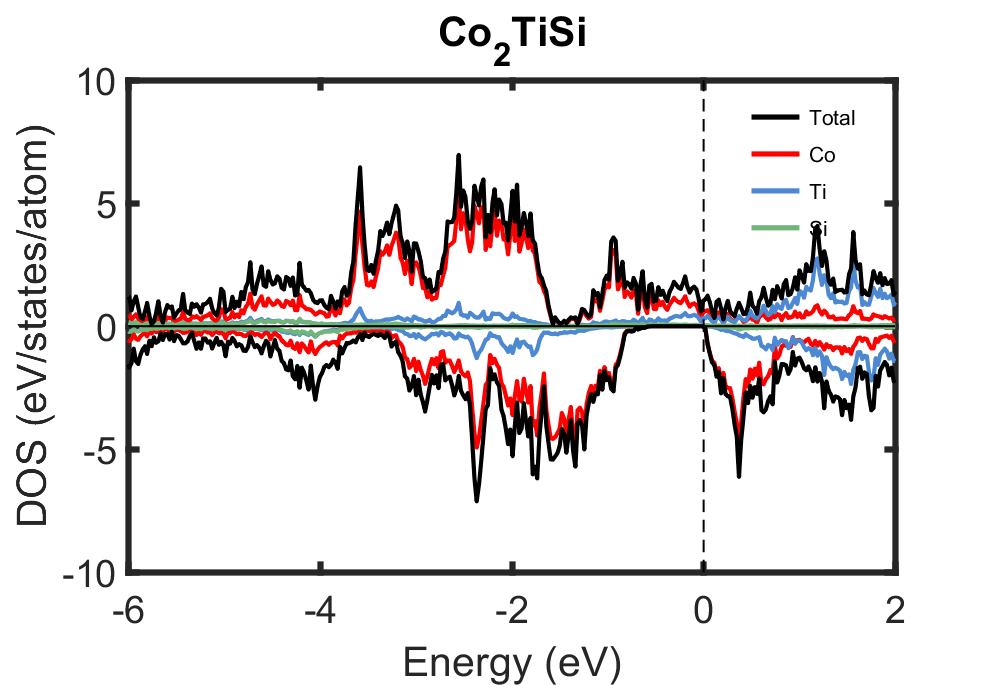 Co₂TiSi
10
5
0
-5
-10
DOS (eV/states/atom)
Total
Co
Ti
Si
-6
-4
-2
0
2
Energy (eV)